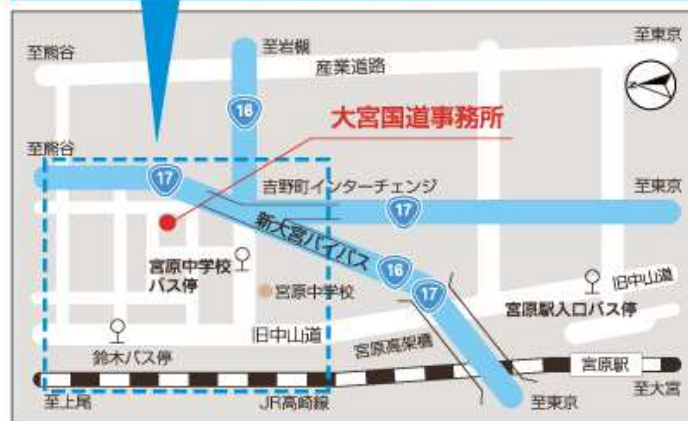 至熊谷
至岩槻
至東京
産業道路
16
大宮国道事務所
至熊谷
17
吉野町インターチェンジ
至東京
17
新大宮バイパス
宮原中学校
バス停
16
旧中山道
宮原中学校
17
宮原駅入口バス停
旧中山道
鈴木バス停
宮原高架橋
宮原駅
至上尾
JR高崎線
至東京
至大宮